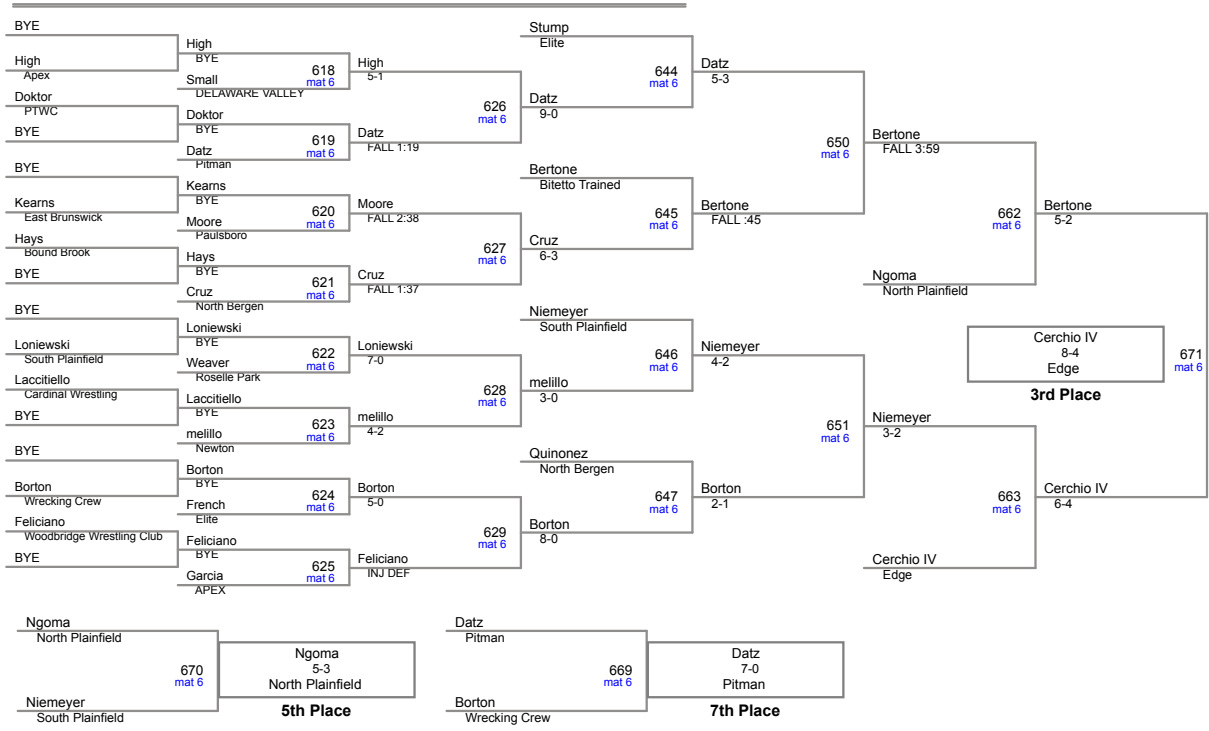 BYE
High
Apex
Doktor
PTWC
BYE
BYE
Kearns
East Brunswick
Hays
Bound Brook
BYE
BYE
Loniewski
South Plainfield
Laccitiello
Cardinal Wrestling
BYE
BYE
Borton
Wrecking Crew
Feliciano
Woodbridge Wrestling Club
BYE
High
BYE
618
mat 6
Small
DELAWARE VALLEY
Doktor
BYE
619
mat 6
Datz
Pitman
Kearns
BYE
620
mat 6
Moore
Paulsboro
Hays
BYE
621
mat 6
Cruz
North Bergen
Loniewski
BYE
622
mat 6
Weaver
Roselle Park
Laccitiello
BYE
623
mat 6
melillo
Newton
Borton
BYE
624
mat 6
French
Elite
Feliciano
BYE
625
mat 6
Garcia
APEX
High
5-1
626
mat 6
Datz
FALL 1:19
Moore
FALL 2:38
627
mat 6
Cruz
FALL 1:37
Loniewski
7-0
628
mat 6
melillo
4-2
Borton
5-0
629
mat 6
Feliciano
INJ DEF
Stump
Elite
644
mat 6
Datz
9-0
Bertone
Bitetto Trained
645
mat 6
Cruz
6-3
Niemeyer
South Plainfield
646
mat 6
melillo
3-0
Quinonez
North Bergen
647
mat 6
Borton
8-0
Datz
5-3
650
mat 6
Bertone
FALL :45
Niemeyer
4-2
651
mat 6
Borton
2-1
Bertone
FALL 3:59
662
mat 6
Ngoma
North Plainfield
Niemeyer
3-2
663
mat 6
Cerchio IV
Edge
Bertone
5-2
Cerchio IV
8-4
Edge
671
mat 6
3rd Place
Cerchio IV
6-4
Ngoma
North Plainfield
670
mat 6
Niemeyer
South Plainfield
Ngoma
5-3
North Plainfield
5th Place
Datz
Pitman
669
mat 6
Borton
Wrecking Crew
Datz
7-0
Pitman
7th Place